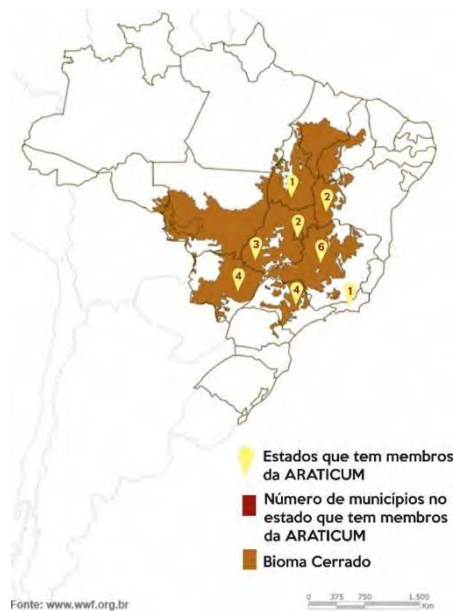 1
2
2
3
6
4
4
1
Estados que tem membros
da ARATICUM
Número de municípios no
estado que tem membros
da ARATICUM
Bioma Cerrado
Fonte: www.wwf.org.br
0 375 750 1.500
Km